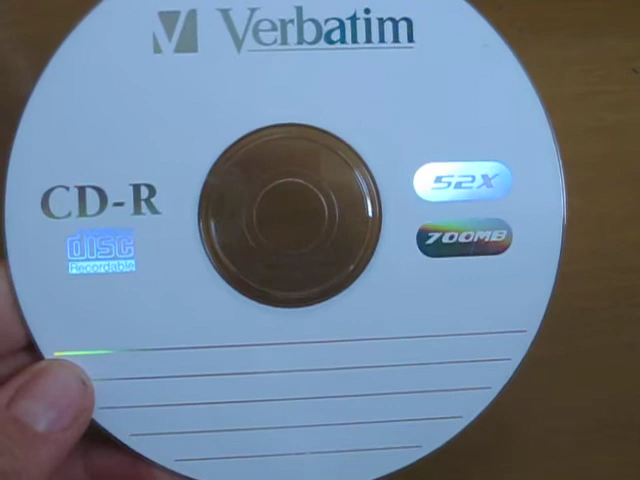 Verbatim
CD-R
disc
Recordable
52X
700MB